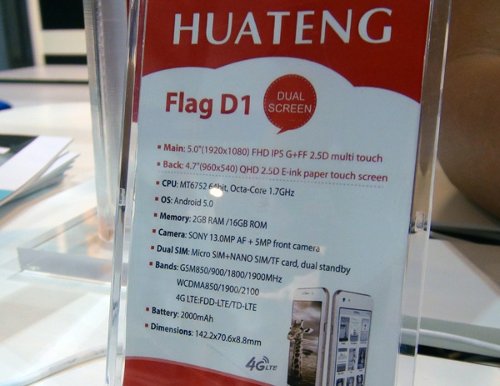 HUATENG
Flag D1
DUAL
SCREEN
▪ Main: 5.0"(1920x1080) FHD IPS G+FF 2.5D multi touch
▪ Back: 4.7"(960x540) QHD 2.5D E-ink paper touch screen
▪ CPU: MT6752 64bit, Octa-Core 1.7GHz
▪ OS: Android 5.0
▪ Memory: 2GB RAM /16GB ROM
▪ Camera: SONY 13.0MP AF + 5MP front camera
▪ Dual SIM: Micro SIM+NANO SIM/TF card, dual standby
▪ Bands: GSM850/900/1800/1900MHz
WCDMA850/1900/2100
4G LTE:FDD-LTE/TD-LTE
▪ Battery: 2000mAh
▪ Dimensions: 142.2x70.6x8.8mm
4G LTE